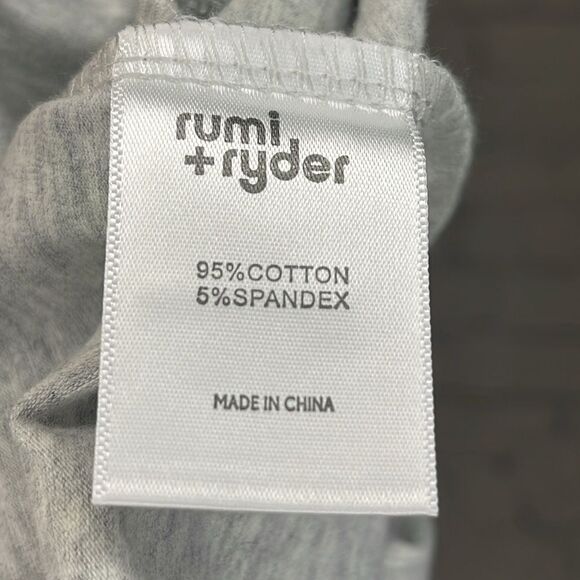 rumi
+ryder
95%COTTON
5%SPANDEX
MADE IN CHINA